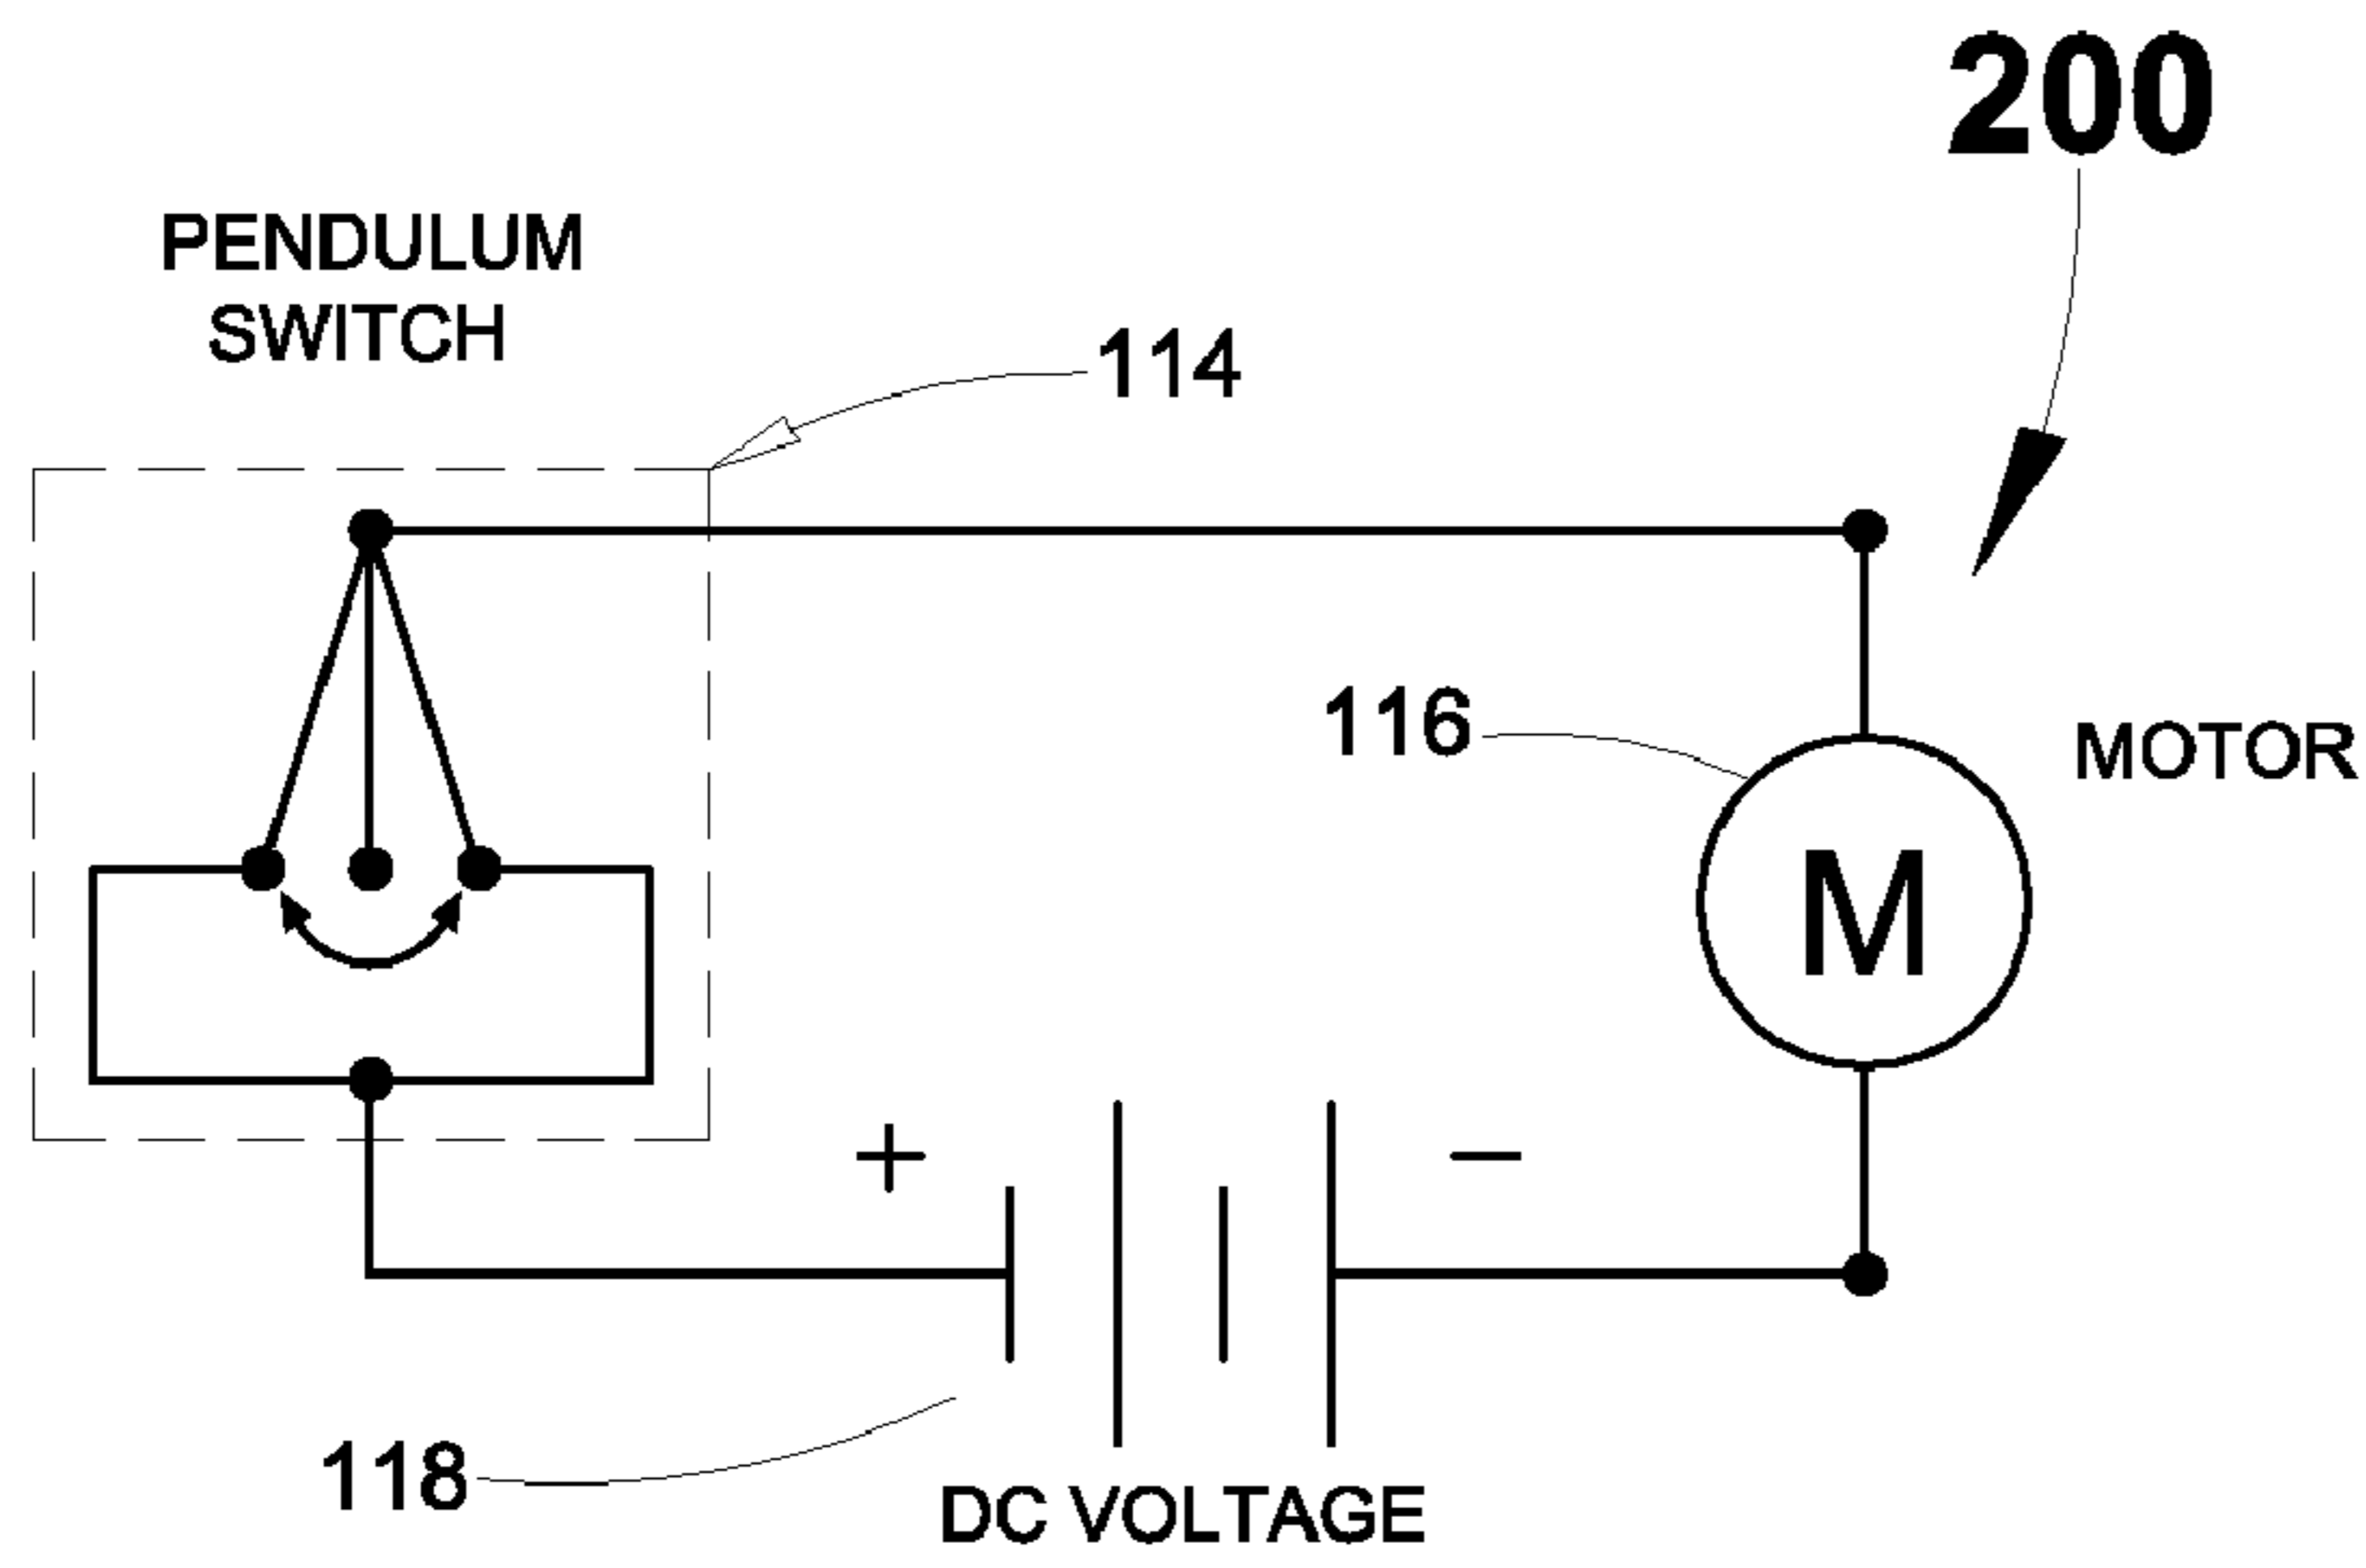 200
PENDULUM
SWITCH
114
116
MOTOR
M
+
−
118
DC VOLTAGE